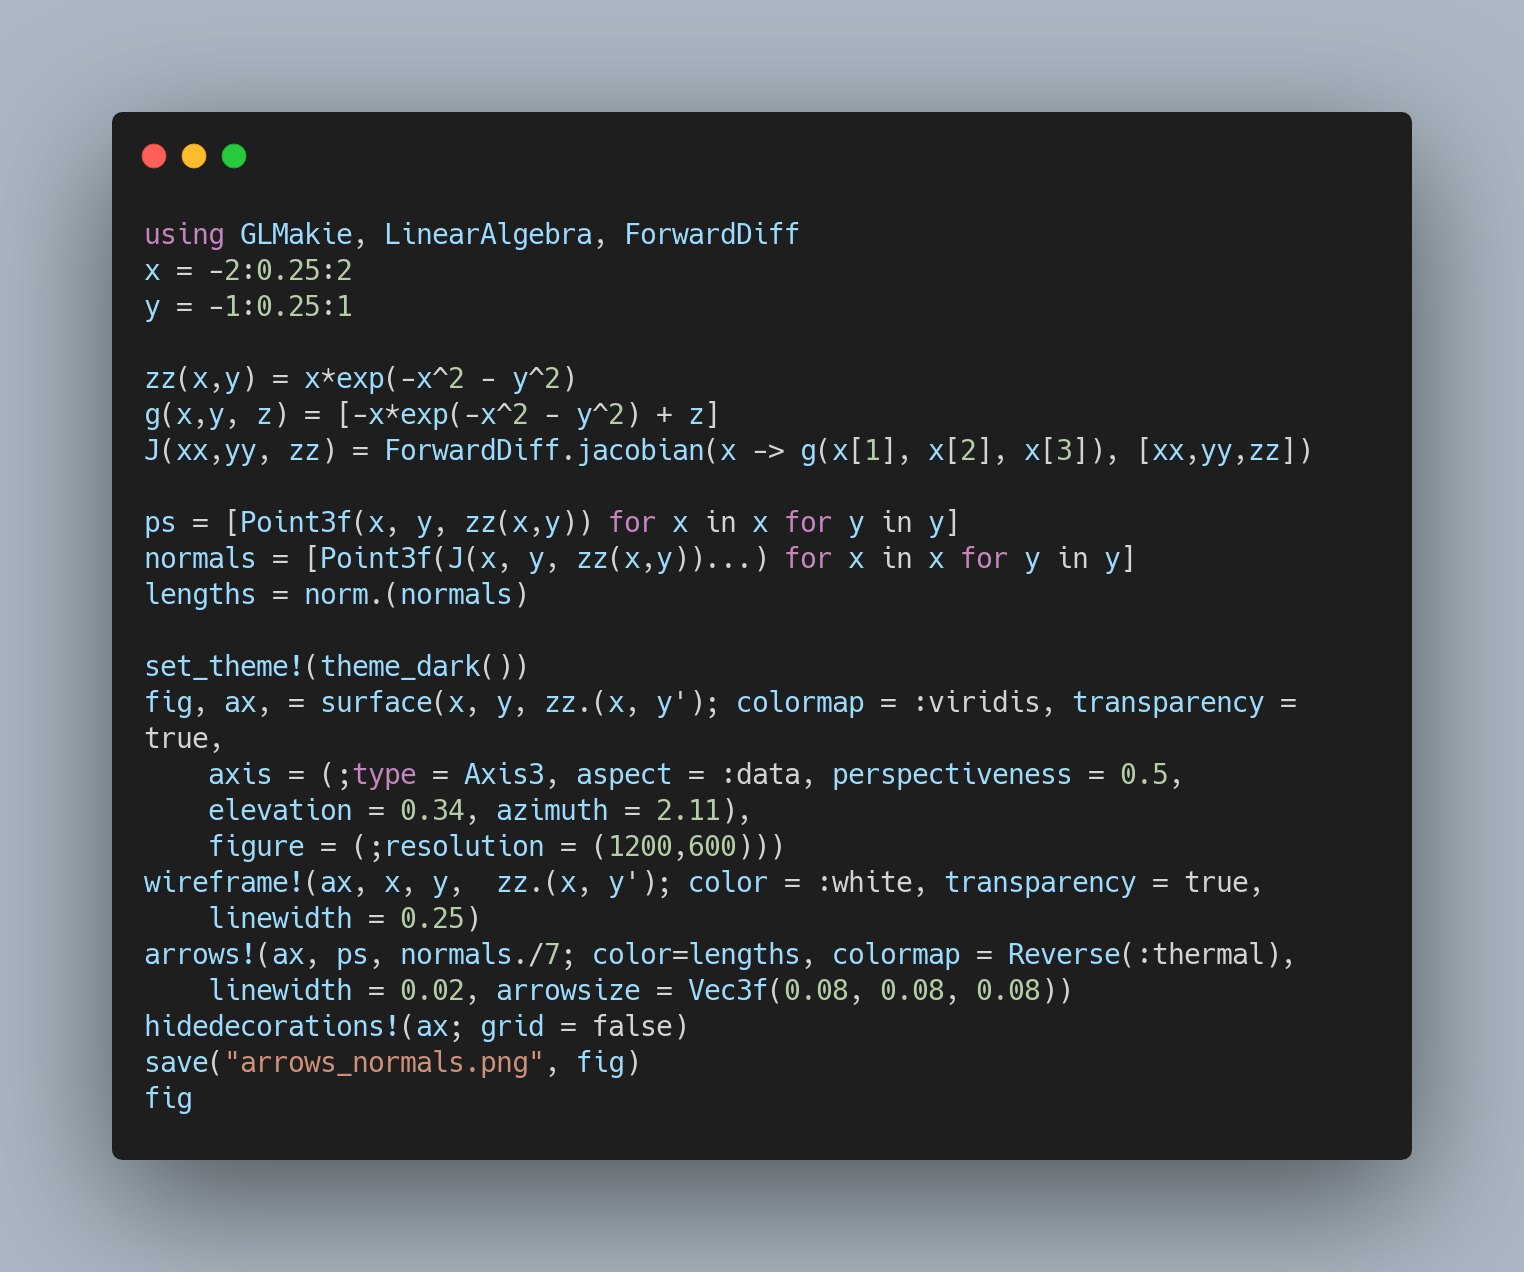 using GLMakie, LinearAlgebra, ForwardDiff
x = -2:0.25:2
y = -1:0.25:1

zz(x,y) = x*exp(-x^2 - y^2)
g(x,y, z) = [-x*exp(-x^2 - y^2) + z]
J(xx,yy, zz) = ForwardDiff.jacobian(x -> g(x[1], x[2], x[3]), [xx,yy,zz])

ps = [Point3f(x, y, zz(x,y)) for x in x for y in y]
normals = [Point3f(J(x, y, zz(x,y))...) for x in x for y in y]
lengths = norm.(normals)

set_theme!(theme_dark())
fig, ax, = surface(x, y, zz.(x, y'); colormap = :viridis, transparency =
true,
    axis = (;type = Axis3, aspect = :data, perspectiveness = 0.5,
    elevation = 0.34, azimuth = 2.11),
    figure = (;resolution = (1200,600)))
wireframe!(ax, x, y,  zz.(x, y'); color = :white, transparency = true,
    linewidth = 0.25)
arrows!(ax, ps, normals./7; color=lengths, colormap = Reverse(:thermal),
    linewidth = 0.02, arrowsize = Vec3f(0.08, 0.08, 0.08))
hidedecorations!(ax; grid = false)
save("arrows_normals.png", fig)
fig